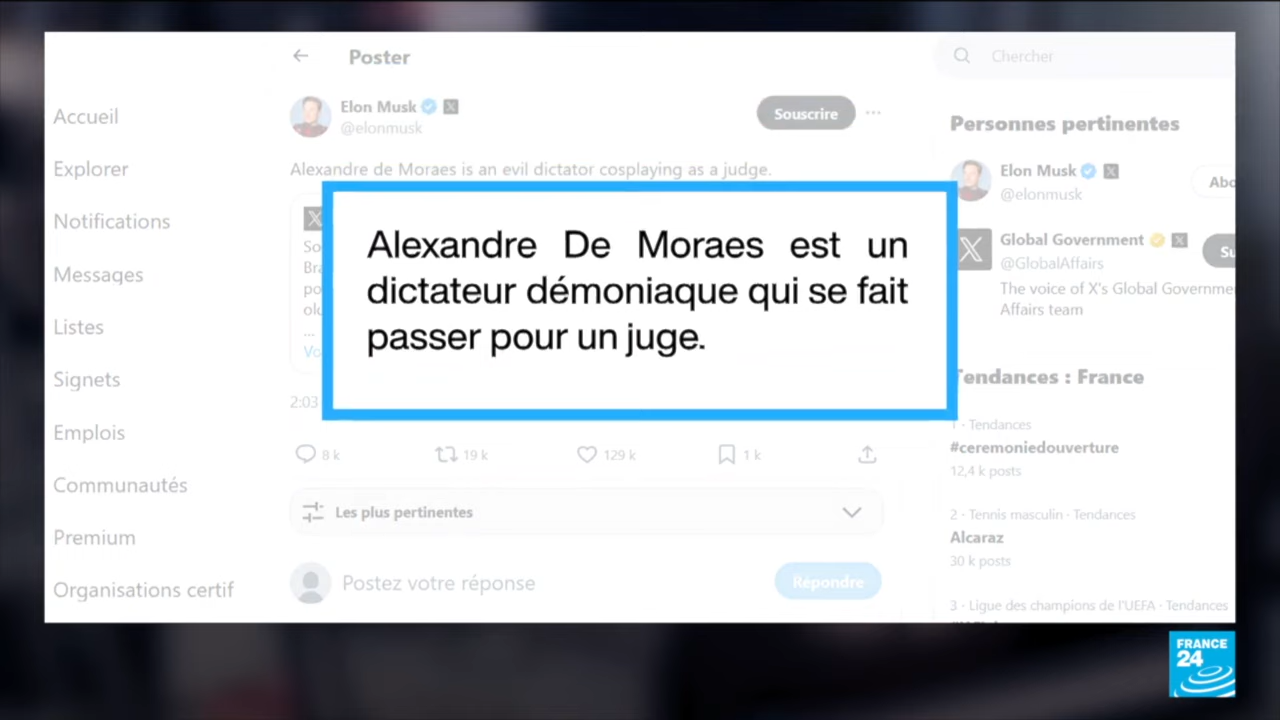 Poster
Chercher
Accueil
Explorer
Notifications
Messages
Listes
Signets
Emplois
Communautés
Premium
Organisations certif
Elon Musk
@elonmusk
Souscrire
Alexandre de Moraes is an evil dictator cosplaying as a judge.
Alexandre De Moraes est un
dictateur démoniaque qui se fait
passer pour un juge.
2:03
8 k
19 k
129 k
1 k
Les plus pertinentes
Postez votre réponse
Répondre
Personnes pertinentes
Elon Musk
@elonmusk
Global Government
@GlobalAffairs
The voice of X's Global Governme
Affairs team
Tendances : France
1 · Tendances
#ceremoniedouverture
12,4 k posts
2 · Tennis masculin · Tendances
Alcaraz
30 k posts
3 · Ligue des champions de l'UEFA · Tendances
FRANCE
24